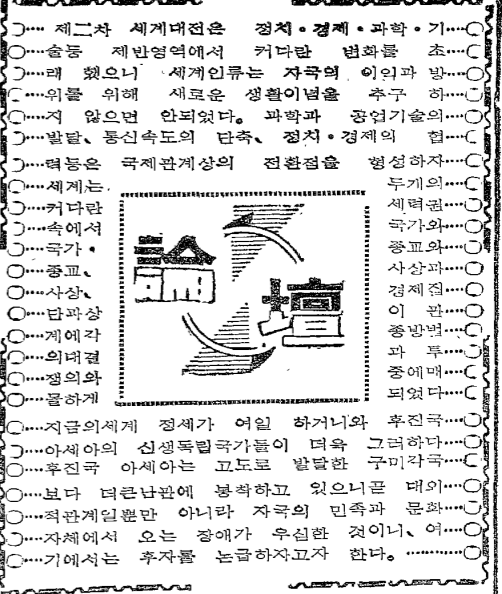 제二차 세계대전은 정치・경제・과학・기
술등 제반영역에서 커다란 변화를 초
래 했으니 세계인류는 자국의 이익과 방
위를 위해 새로운 생활이념을 추구 하
지 않으면 안되었다。 과학과 공업기술의
발달、통신속도의 단축、정치・경제의 협
력등은 국제관계상의 전환점을 형성하자
세계는 두개의
커다란 세력권
속에서 국가와
국가・ 종교와
종교、 사상과
사상、 경제집
단과상 이 관
계에각 종방법
의대결 과 투
쟁의와 중에매
몰하게 되었다
지금의세계 정세가 여일 하거니와 후진국
아세아의 신생독립국가들이 더욱 그러하다
후진국 아세아는 고도로 발달한 구미각국
보다 더큰난관에 봉착하고 있으니곧 대외
적관계일뿐만 아니라 자국의 민족과 문화
자체에서 오는 장애가 우심한 것이니、여
기에서는 후자를 논급하자고자 한다。